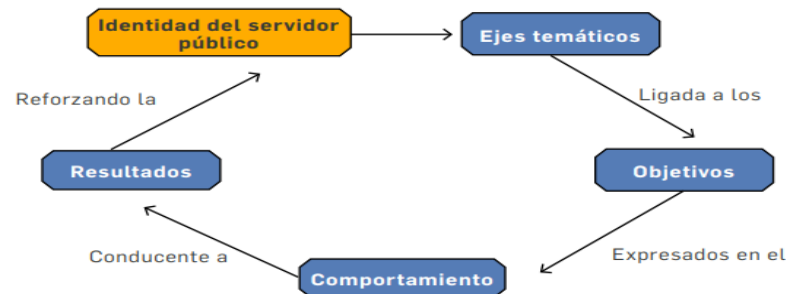 Identidad del servidor
público
Ejes temáticos
Ligada a los
Objetivos
Expresados en el
Comportamiento
Conducente a
Resultados
Reforzando la